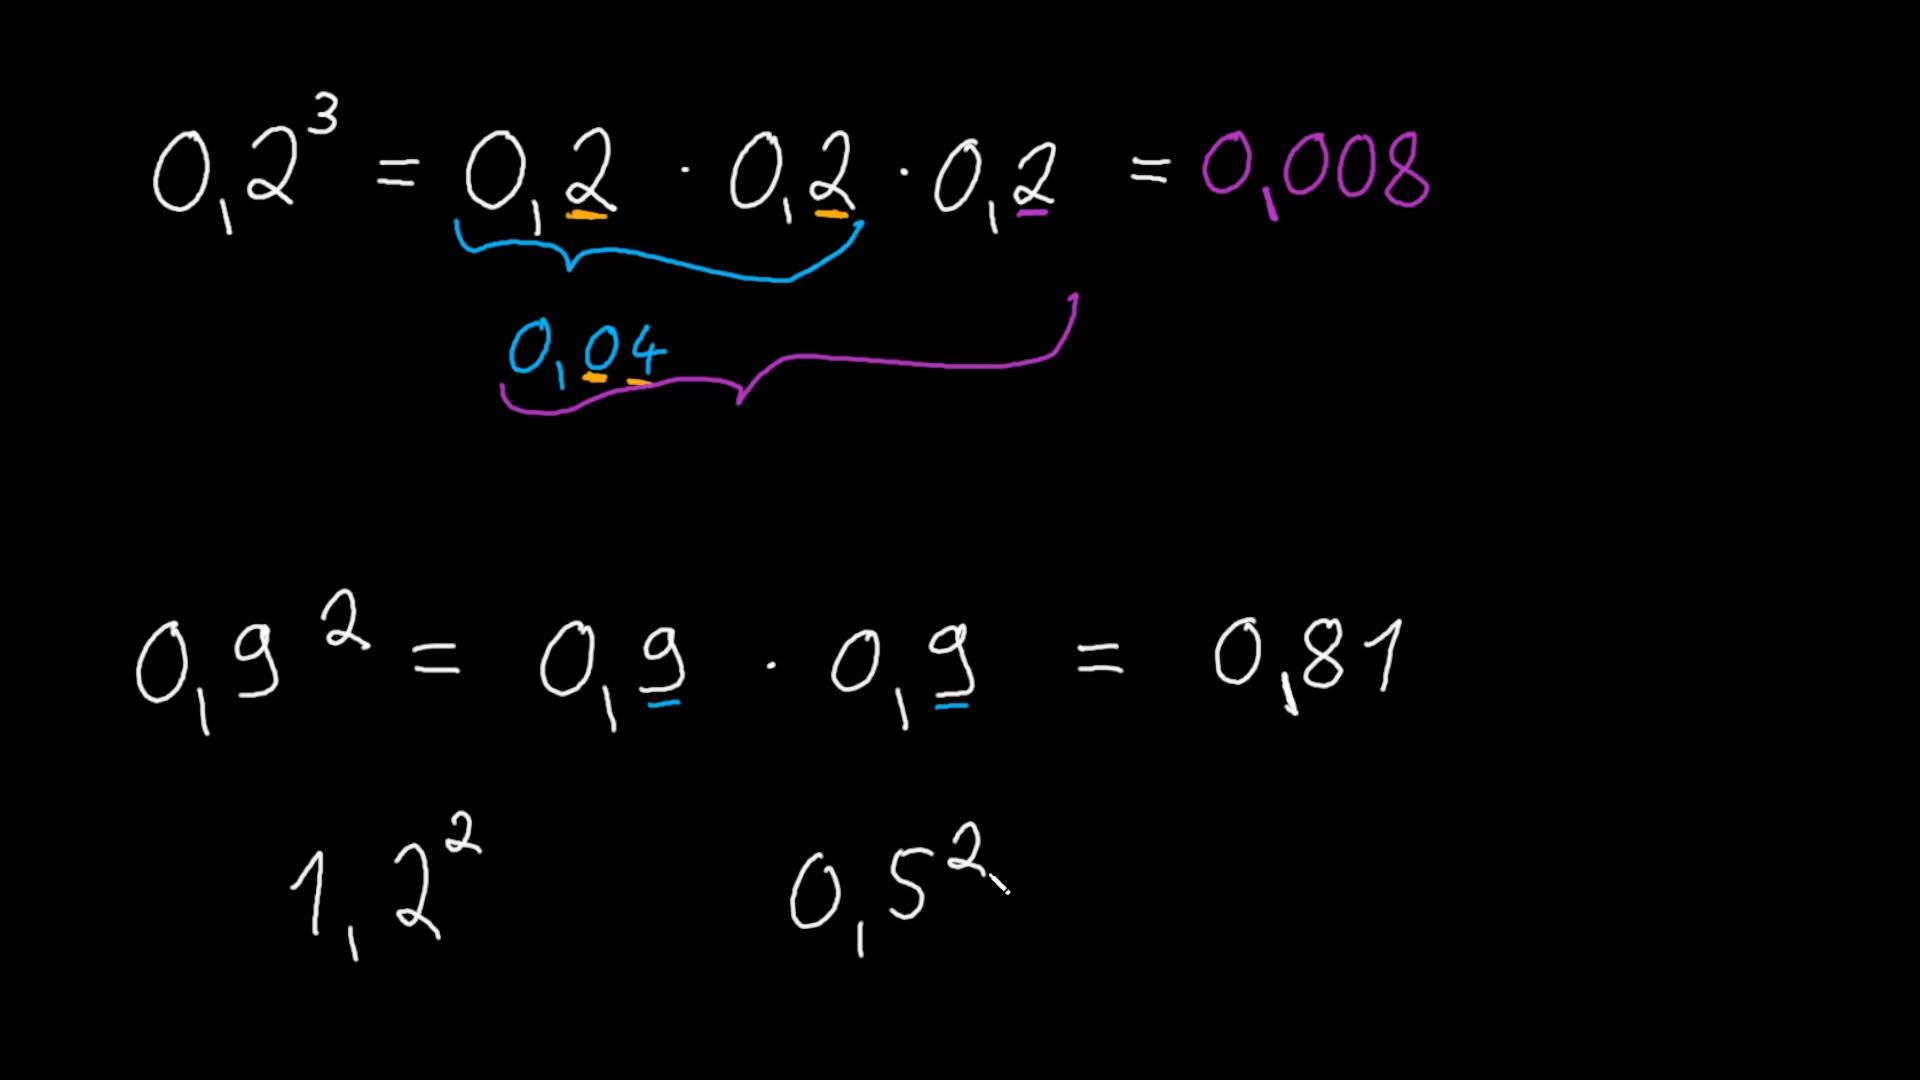 0,2³ = 0,2 · 0,2 · 0,2 = 0,008
0,04
0,9² = 0,9 · 0,9 = 0,81
1,2² 0,5²